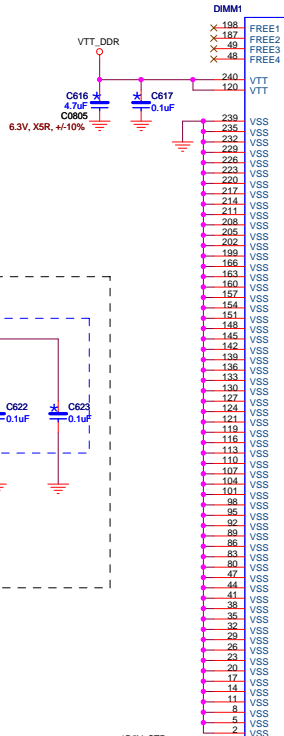 DIMM1
198 FREE1
187 FREE2
49 FREE3
48 FREE4
VTT_DDR
240 VTT
120 VTT
C616
4.7uF
C0805
6.3V, X5R, +/-10%
C617
0.1uF
239 VSS
235 VSS
232 VSS
229 VSS
226 VSS
223 VSS
220 VSS
217 VSS
214 VSS
211 VSS
208 VSS
205 VSS
202 VSS
199 VSS
166 VSS
163 VSS
160 VSS
157 VSS
154 VSS
151 VSS
148 VSS
145 VSS
142 VSS
139 VSS
136 VSS
133 VSS
130 VSS
127 VSS
124 VSS
121 VSS
119 VSS
116 VSS
113 VSS
110 VSS
107 VSS
104 VSS
101 VSS
98 VSS
95 VSS
92 VSS
89 VSS
86 VSS
83 VSS
80 VSS
47 VSS
44 VSS
41 VSS
38 VSS
35 VSS
32 VSS
29 VSS
26 VSS
23 VSS
20 VSS
17 VSS
14 VSS
11 VSS
8 VSS
5 VSS
2 VSS
C622
0.1uF
C623
0.1uF